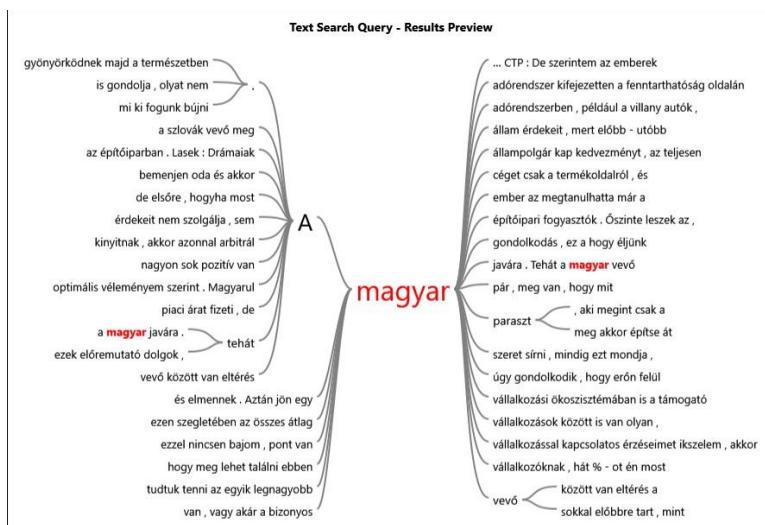 Text Search Query - Results Preview
gyönyörködnek majd a természetben
is gondolja , olyat nem
mi ki fogunk bújni
.
a szlovák vevő meg
az építőiparban . Lasek : Drámaiak
bemenjen oda és akkor
de elsőre , hogyha most
érdekeit nem szolgálja , sem
kinyitnak , akkor azonnal arbitrál
nagyon sok pozitív van
optimális véleményem szerint . Magyarul
piaci árat fizeti , de
a magyar javára .
ezek előremutató dolgok ,
tehát
vevő között van eltérés
A
és elmennek . Aztán jön egy
ezen szegletében az összes átlag
ezzel nincsen bajom , pont van
hogy meg lehet találni ebben
tudtuk tenni az egyik legnagyobb
van , vagy akár a bizonyos
magyar
... CTP : De szerintem az emberek
adórendszer kifejezetten a fenntarthatóság oldalán
adórendszerben , például a villany autók ,
állam érdekeit , mert előbb - utóbb
állampolgár kap kedvezményt , az teljesen
céget csak a termékoldalról , és
ember az megtanulhatta már a
építőipari fogyasztók . Őszinte leszek az ,
gondolkodás , ez a hogy éljünk
javára . Tehát a magyar vevő
pár , meg van , hogy mit
paraszt
, aki megint csak a
meg akkor építse át
szeret sírni , mindig ezt mondja ,
úgy gondolkodik , hogy erőn felül
vállalkozási ökoszisztémában is a támogató
vállalkozások között is van olyan ,
vállalkozással kapcsolatos érzéseimet ikszelem , akkor
vállalkozóknak , hát % - ot én most
vevő
között van eltérés a
sokkal előbbre tart , mint